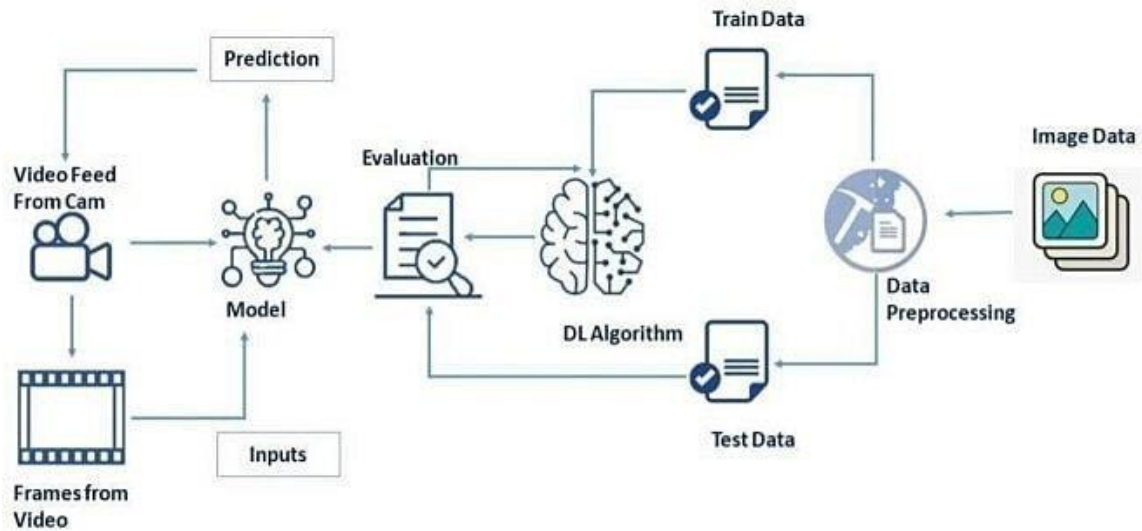 Train Data
Prediction
Image Data
Evaluation
Video Feed
From Cam
Model
Data
Preprocessing
DL Algorithm
Test Data
Inputs
Frames from
Video